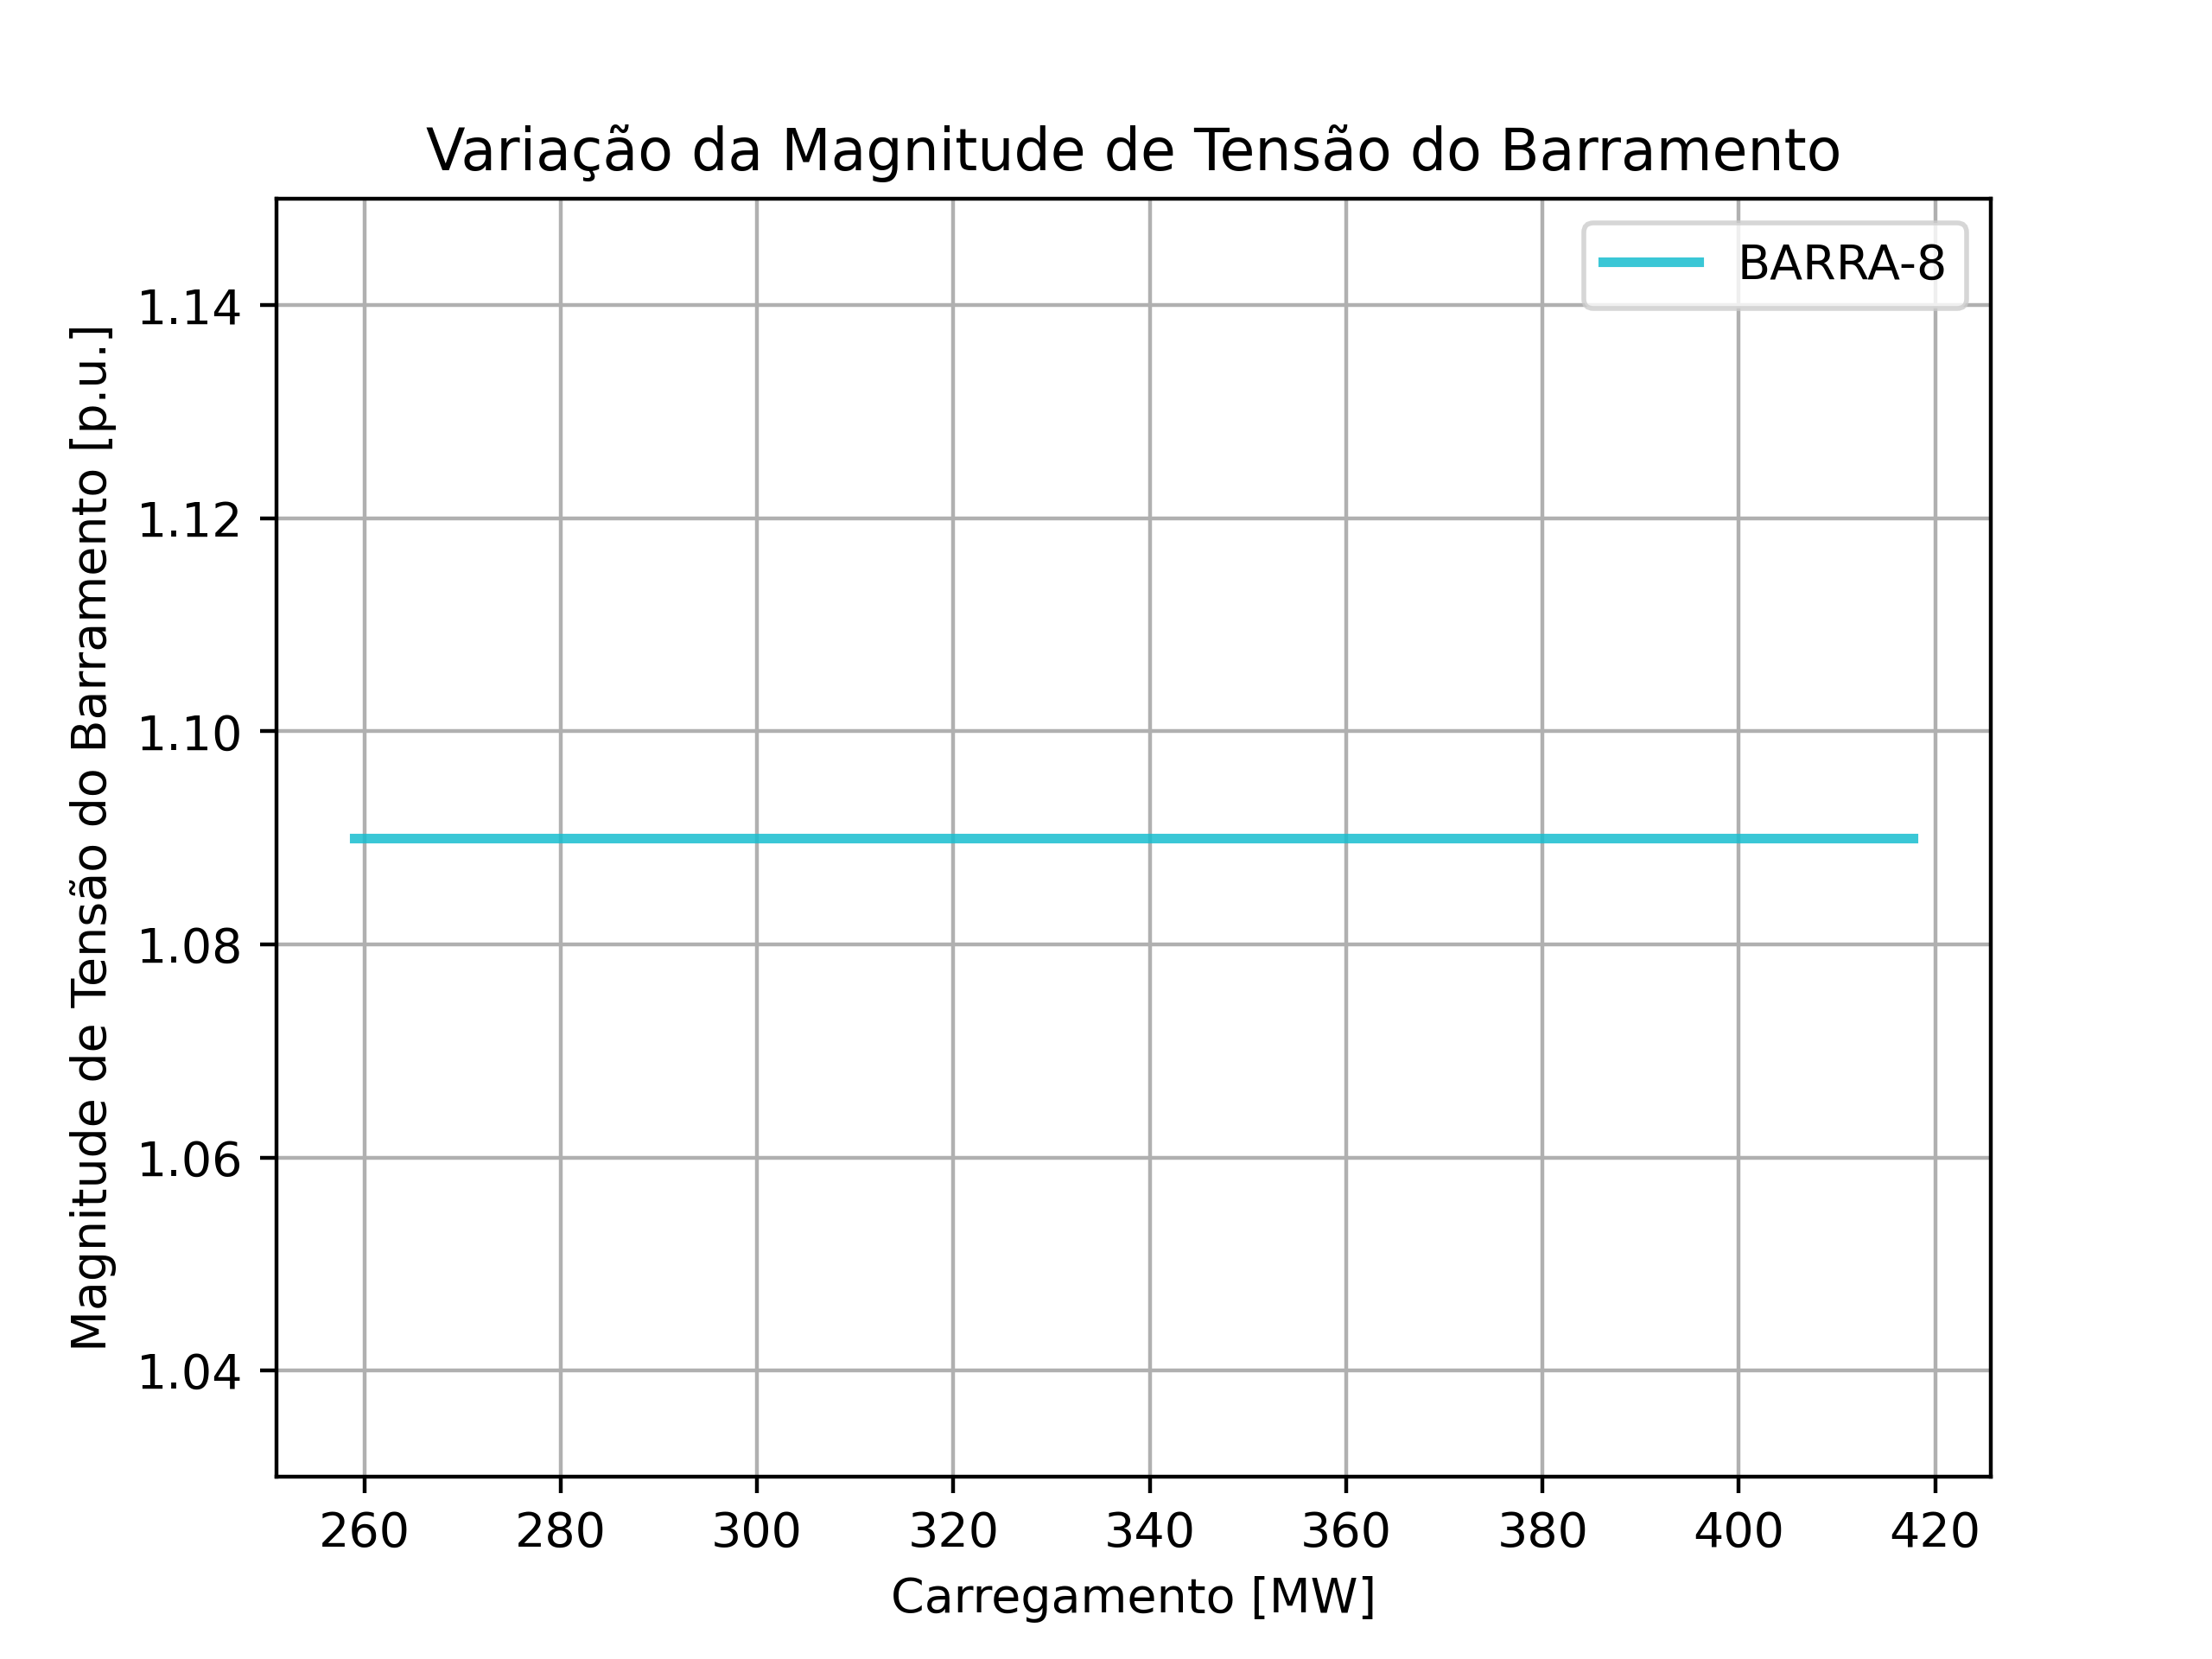 Variação da Magnitude de Tensão do Barramento
BARRA-8
Magnitude de Tensão do Barramento [p.u.]
1.14
1.12
1.10
1.08
1.06
1.04
260 280 300 320 340 360 380 400 420
Carregamento [MW]